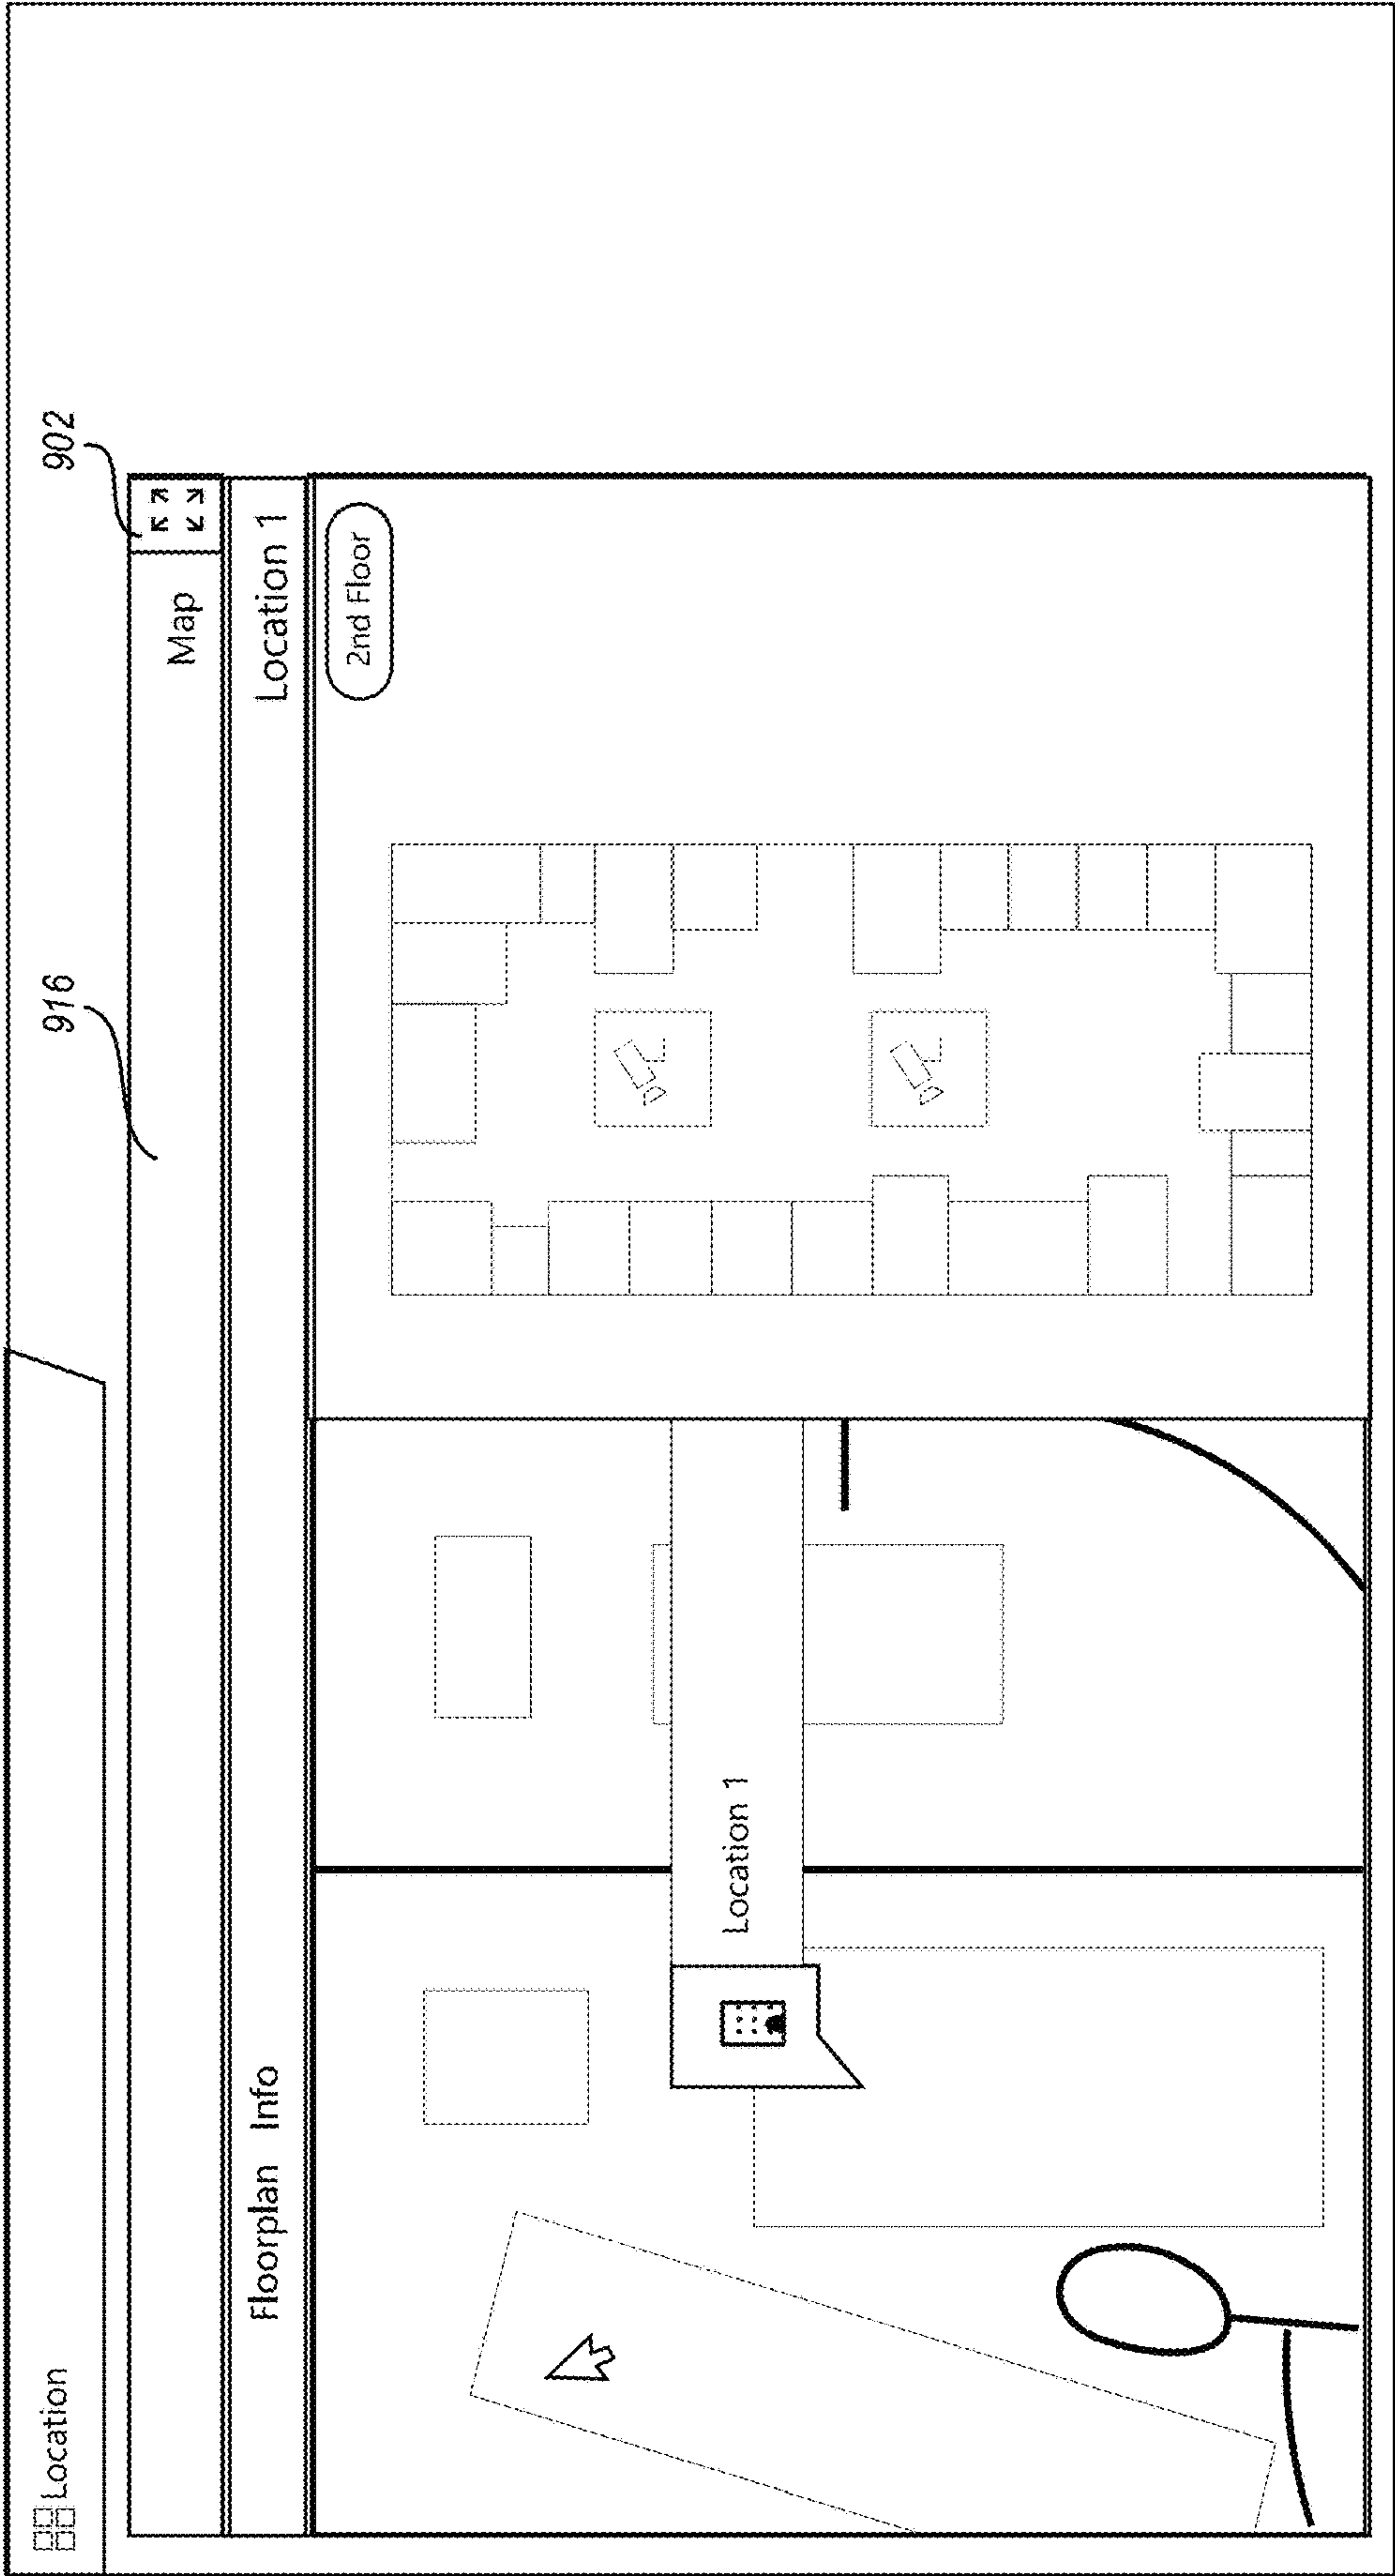 Location
916
902
Map
Floorplan Info
Location 1
2nd Floor
Location 1